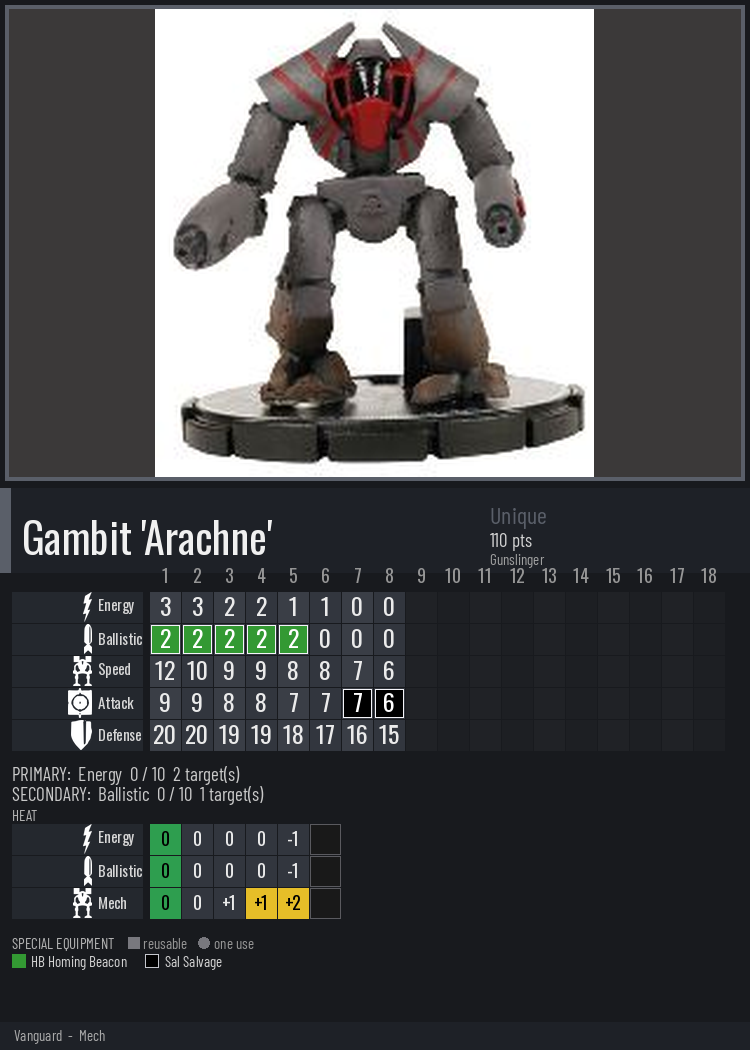 Gambit 'Arachne'
Unique
110 pts
Gunslinger
1 2 3 4 5 6 7 8 9 10 11 12 13 14 15 16 17 18
Energy 3 3 2 2 1 1 0 0
Ballistic 2 2 2 2 2 0 0 0
Speed 12 10 9 9 8 8 7 6
Attack 9 9 8 8 7 7 7 6
Defense 20 20 19 19 18 17 16 15
PRIMARY: Energy 0 / 10 2 target(s)
SECONDARY: Ballistic 0 / 10 1 target(s)
HEAT
Energy 0 0 0 0 -1
Ballistic 0 0 0 0 -1
Mech 0 0 +1 +1 +2
SPECIAL EQUIPMENT reusable one use
HB Homing Beacon Sal Salvage
Vanguard - Mech